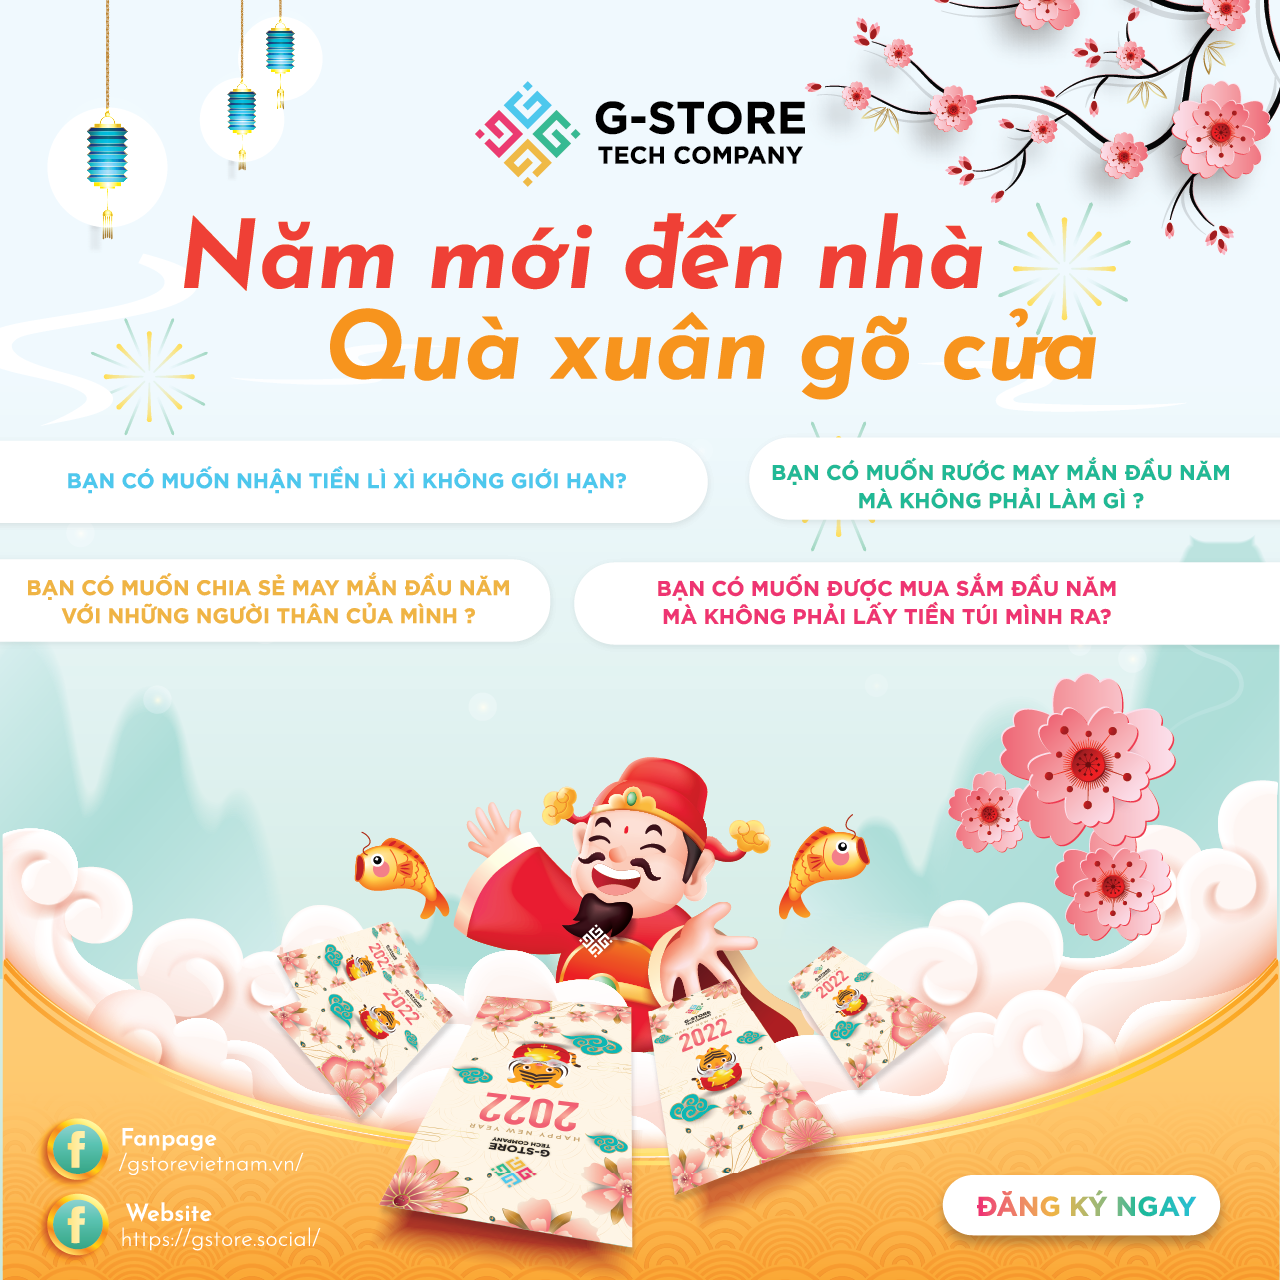 G-STORE
TECH COMPANY
Năm mới đến nhà
Quà xuân gõ cửa
BẠN CÓ MUỐN NHẬN TIỀN LÌ XÌ KHÔNG GIỚI HẠN?
BẠN CÓ MUỐN RƯỚC MAY MẮN ĐẦU NĂM
MÀ KHÔNG PHẢI LÀM GÌ ?
BẠN CÓ MUỐN CHIA SẺ MAY MẮN ĐẦU NĂM
VỚI NHỮNG NGƯỜI THÂN CỦA MÌNH ?
BẠN CÓ MUỐN ĐƯỢC MUA SẮM ĐẦU NĂM
MÀ KHÔNG PHẢI LẤY TIỀN TÚI MÌNH RA?
2022
2022
2022
HAPPY NEW YEAR
G-STORE
TECH COMPANY
G-STORE
2022
2022
Fanpage
/gstorevietnam.vn/
Website
https://gstore.social/
ĐĂNG KÝ NGAY